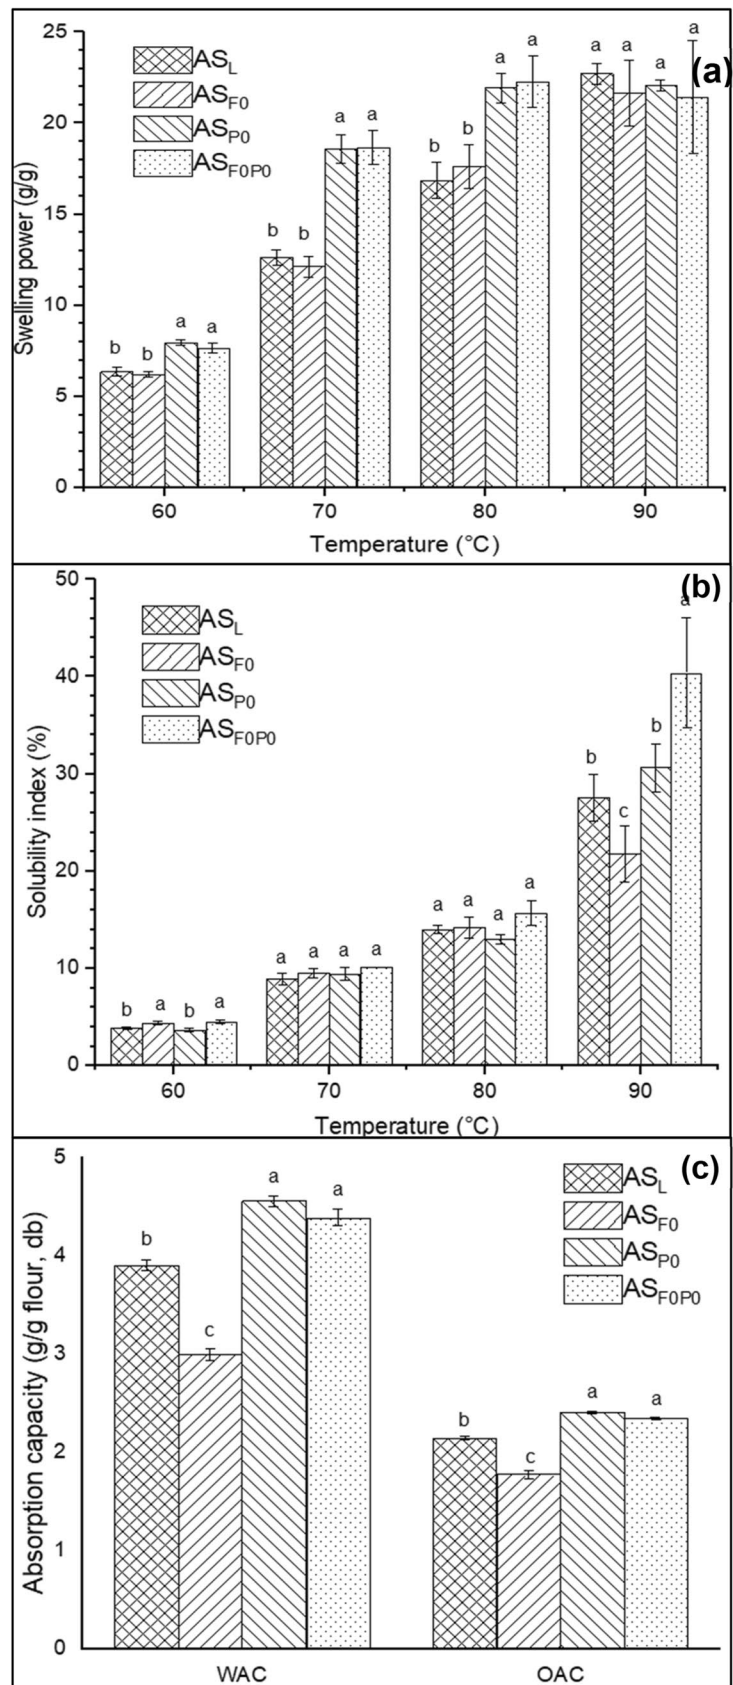 (a)
AS_L
AS_F0
AS_P0
AS_F0P0
Swelling power (g/g)
25
20
15
10
5
0
b b a a
b b a a
b b a a
a a a a
60 70 80 90
Temperature (°C)
(b)
AS_L
AS_F0
AS_P0
AS_F0P0
Solubility index (%)
50
40
30
20
10
0
b a b a
a a a a
a a a a
b c b a
60 70 80 90
Temperature (°C)
(c)
AS_L
AS_F0
AS_P0
AS_F0P0
Absorption capacity (g/g flour, db)
5
4
3
2
1
0
b c a a
b c a a
WAC OAC